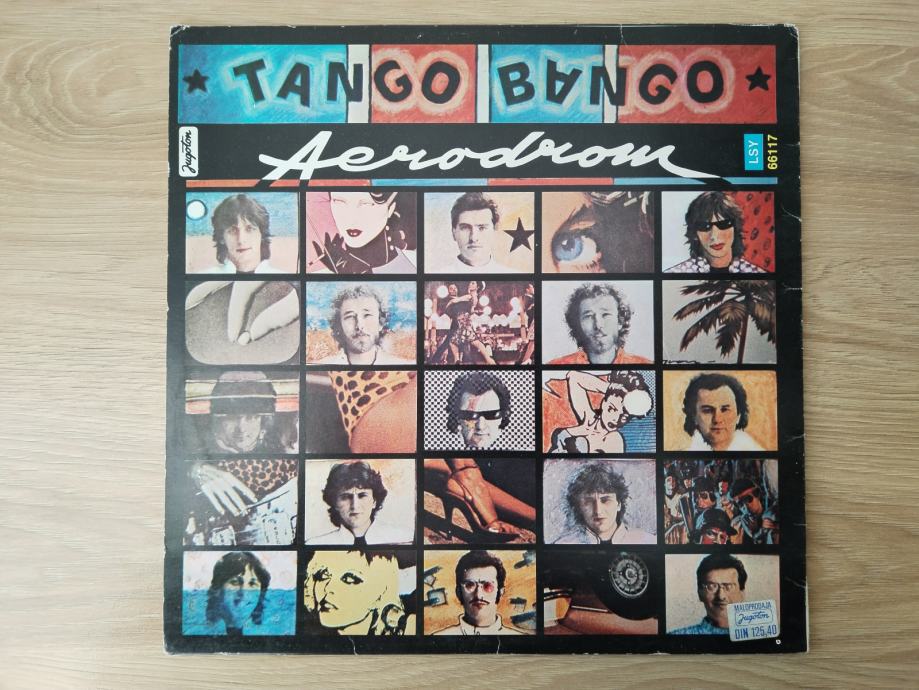 TANGO BANGO
Jugoton
Aerodrom
LSY
66117
MALOPRODAJA
Jugoton
DIN 125,40